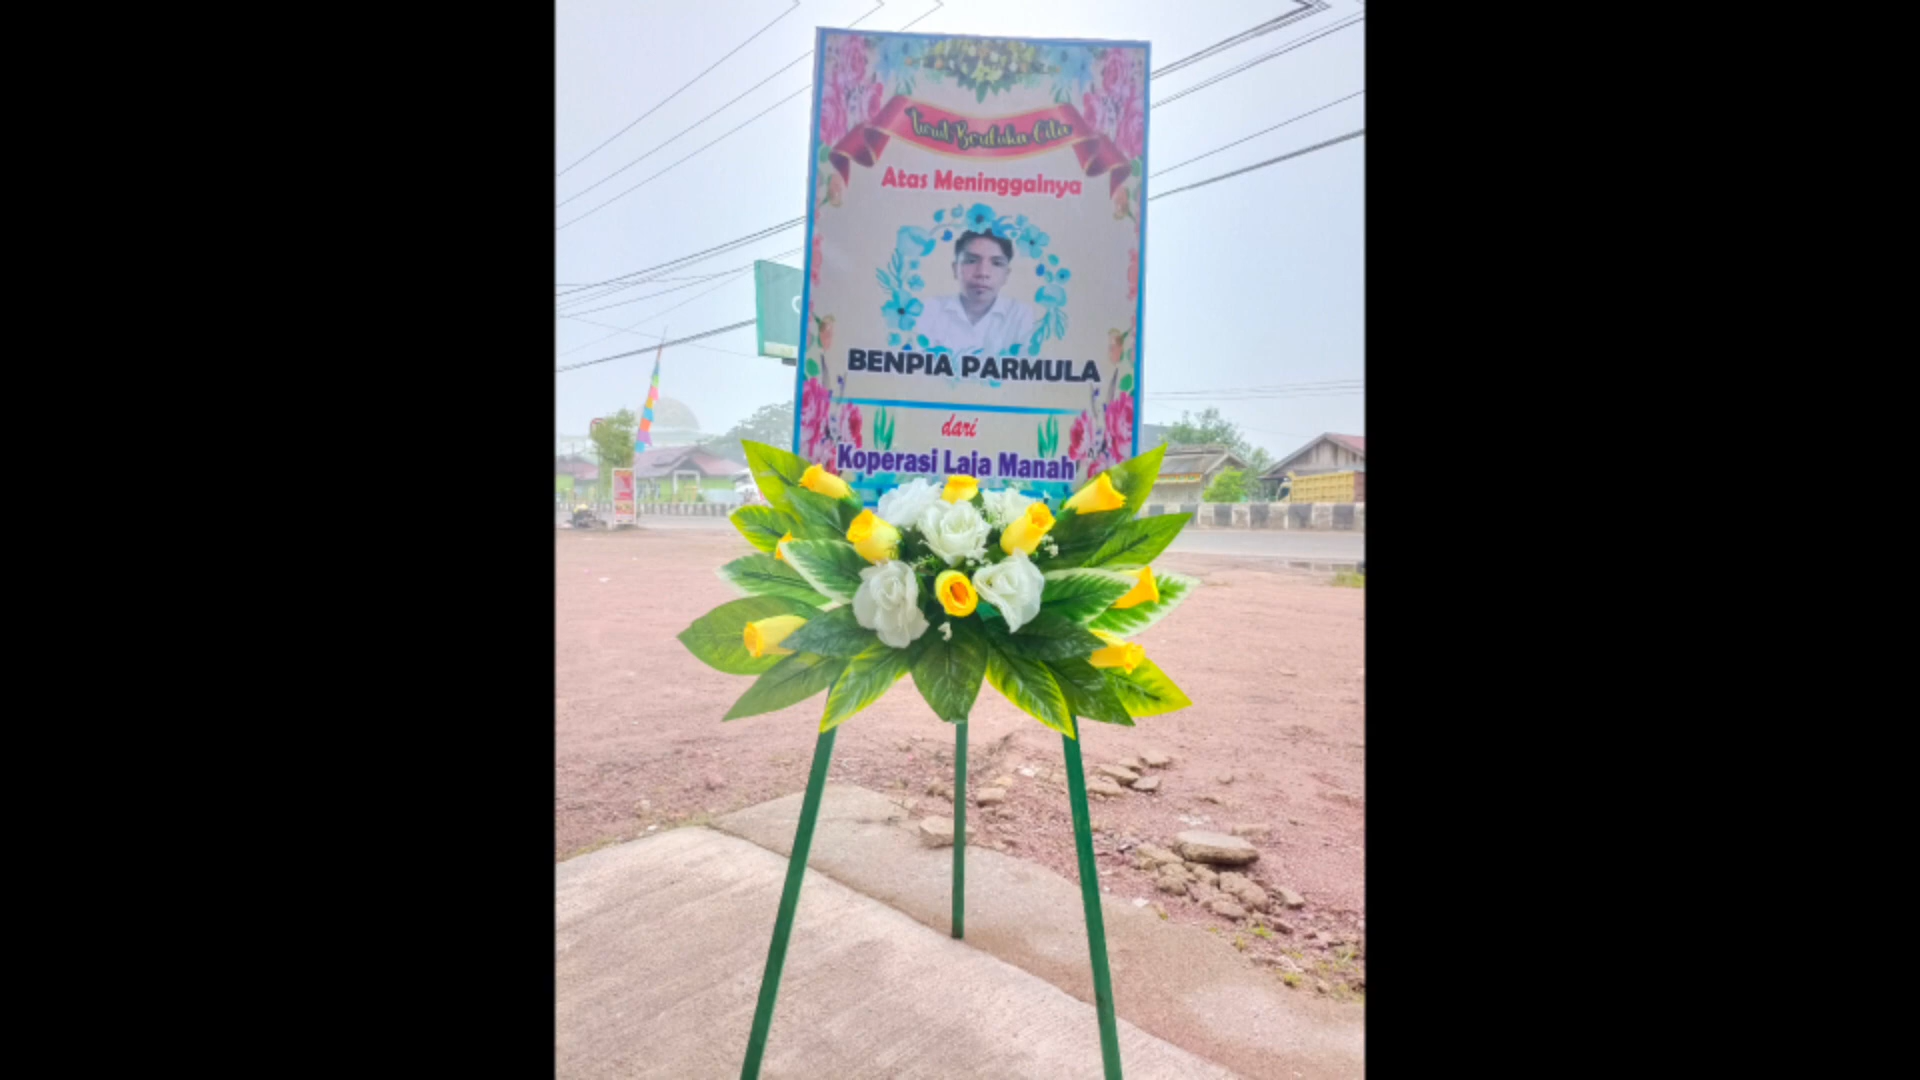 Turut Berduka Cita
Atas Meninggalnya
BENPIA PARMULA
dari
Koperasi Laja Manah